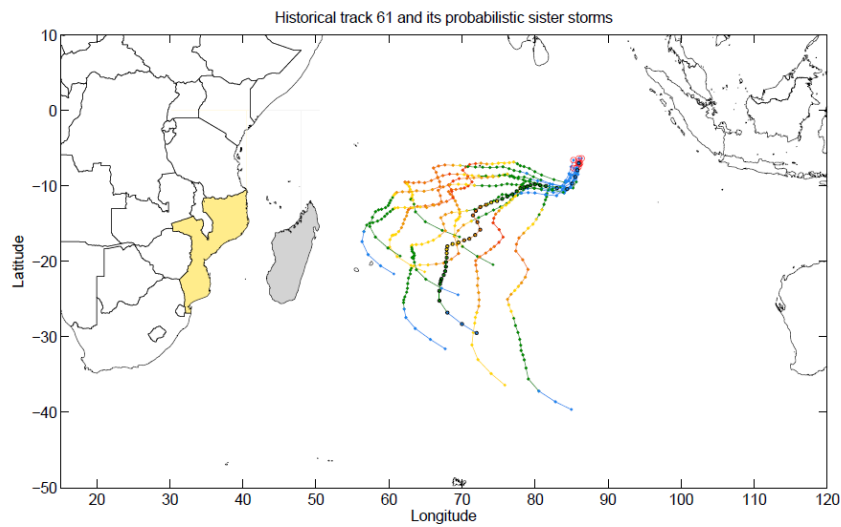 Historical track 61 and its probabilistic sister storms
10
0
−10
−20
−30
−40
−50
Latitude
20 30 40 50 60 70 80 90 100 110 120
Longitude